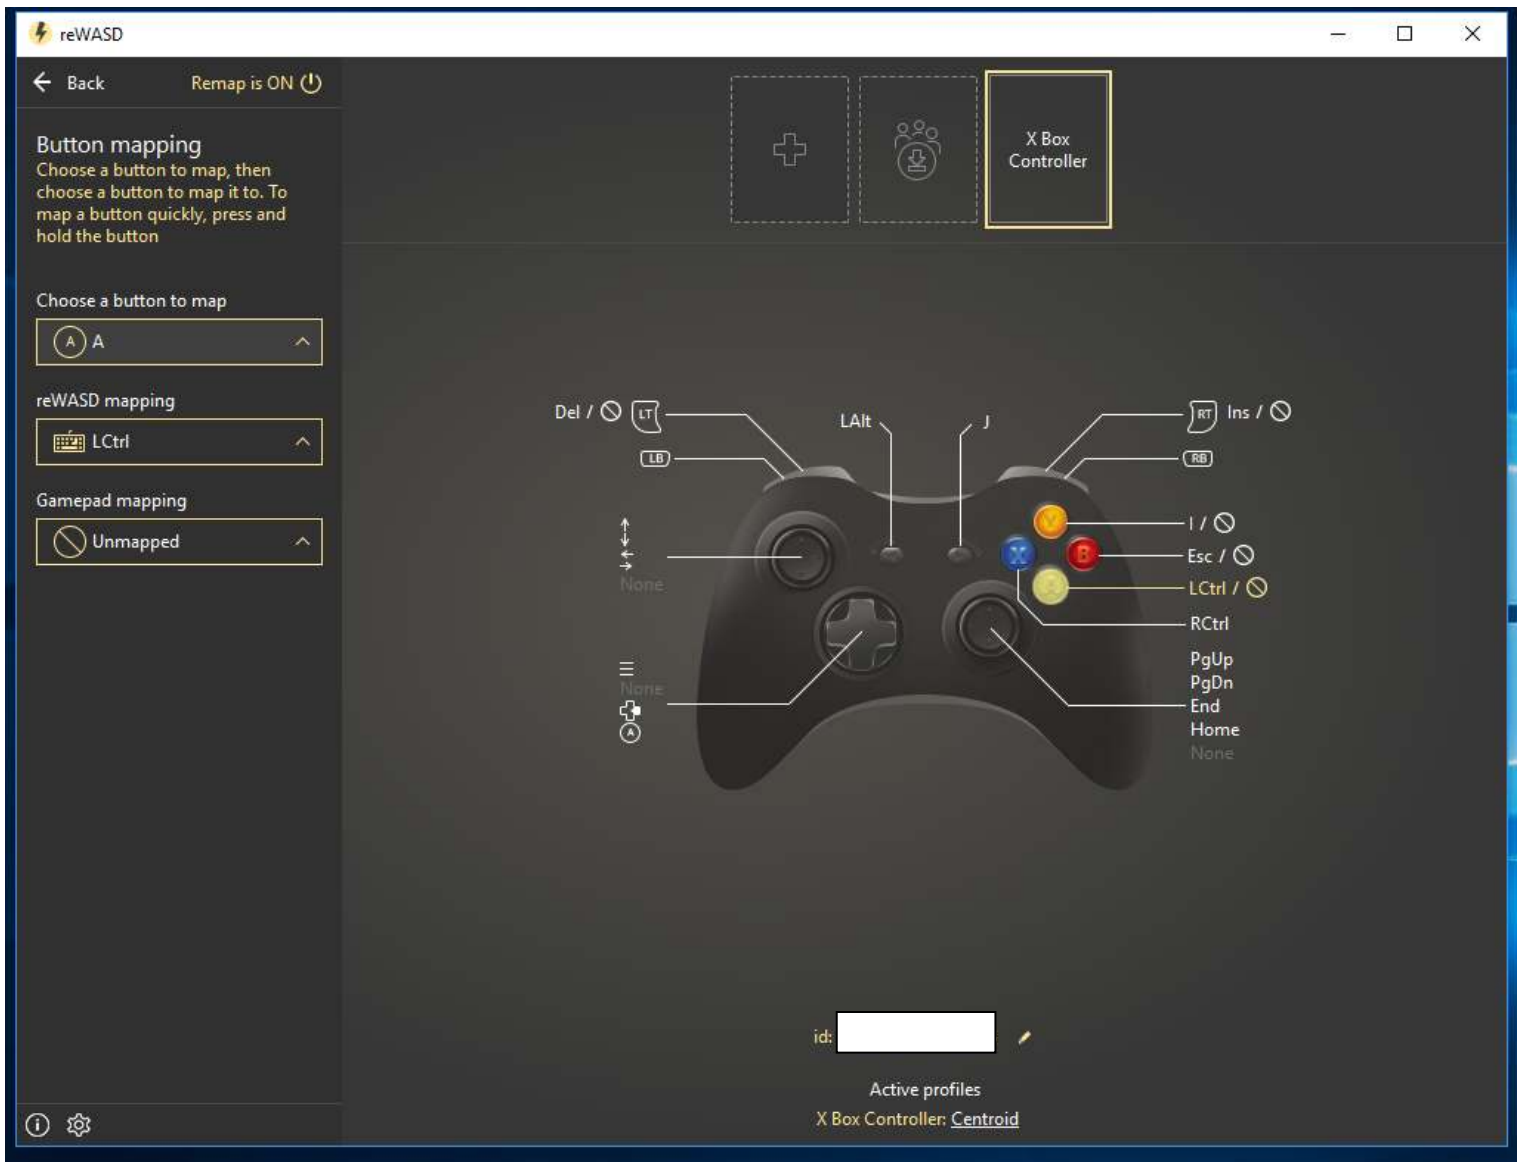 reWASD
Back
Remap is ON
Button mapping
Choose a button to map, then
choose a button to map it to. To
map a button quickly, press and
hold the button
Choose a button to map
A A
reWASD mapping
LCtrl
Gamepad mapping
Unmapped
X Box
Controller
Del / LT
LB
LAlt
J
RT Ins /
RB
None
None
A
Y
X
B
I /
Esc /
LCtrl /
RCtrl
PgUp
PgDn
End
Home
None
id:
Active profiles
X Box Controller: Centroid